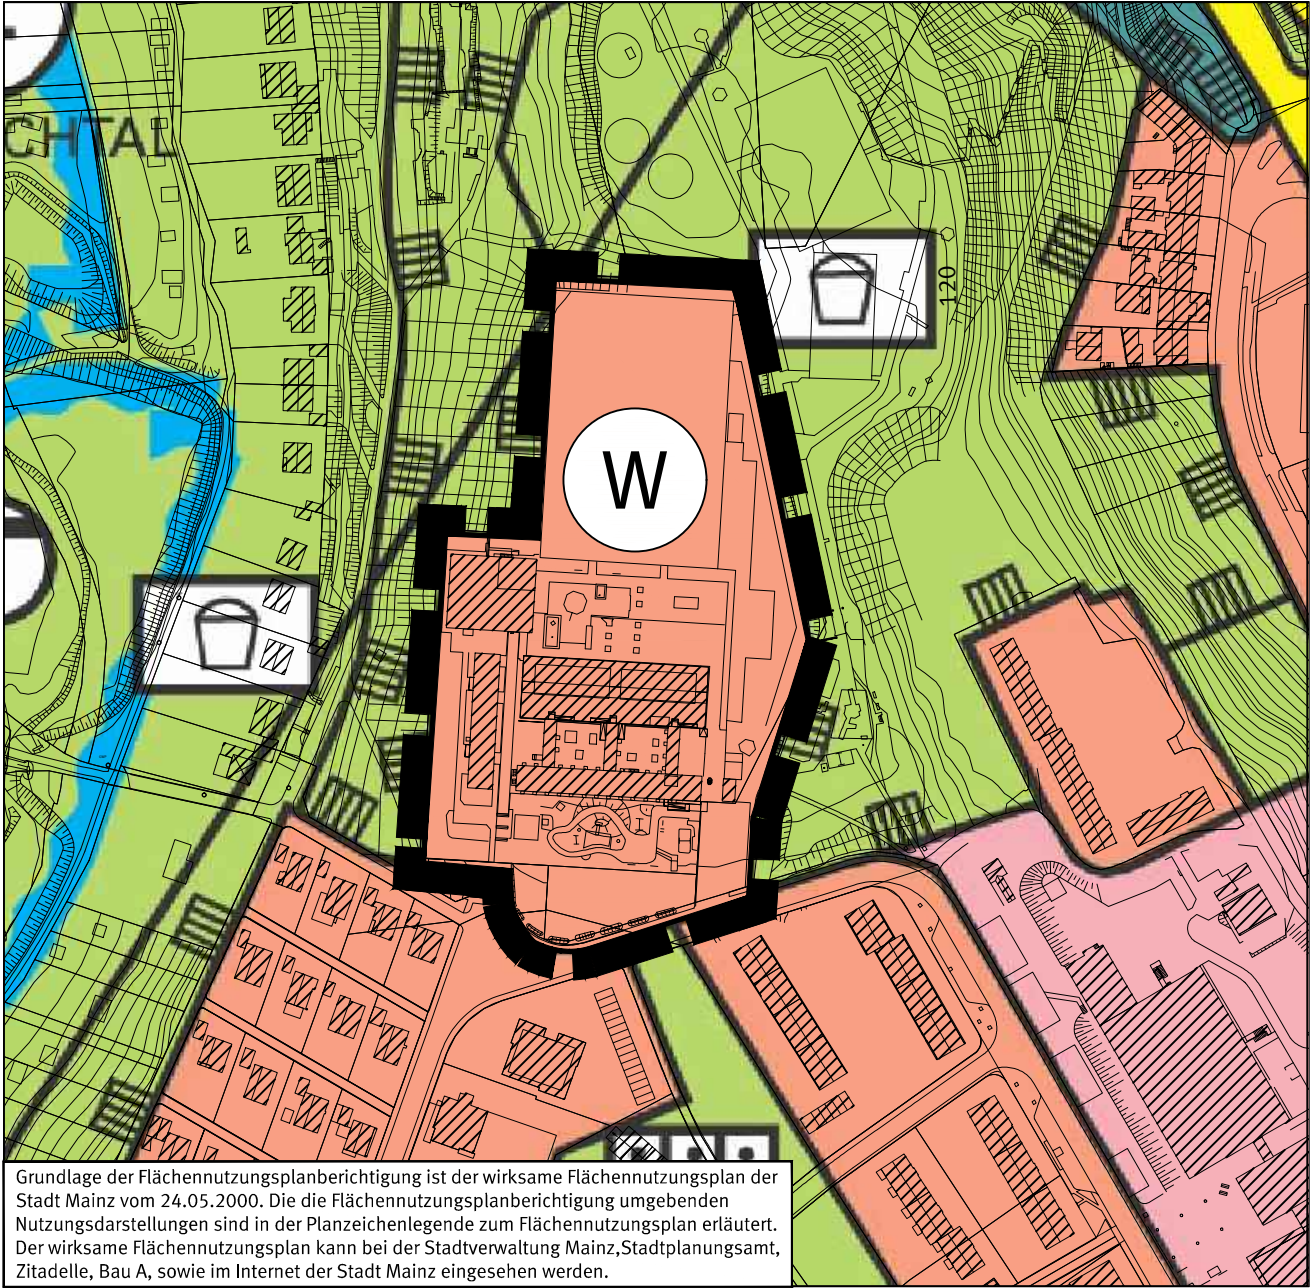 CHTAL
120
W
Grundlage der Flächennutzungsplanberichtigung ist der wirksame Flächennutzungsplan der
Stadt Mainz vom 24.05.2000. Die die Flächennutzungsplanberichtigung umgebenden
Nutzungsdarstellungen sind in der Planzeichenlegende zum Flächennutzungsplan erläutert.
Der wirksame Flächennutzungsplan kann bei der Stadtverwaltung Mainz,Stadtplanungsamt,
Zitadelle, Bau A, sowie im Internet der Stadt Mainz eingesehen werden.